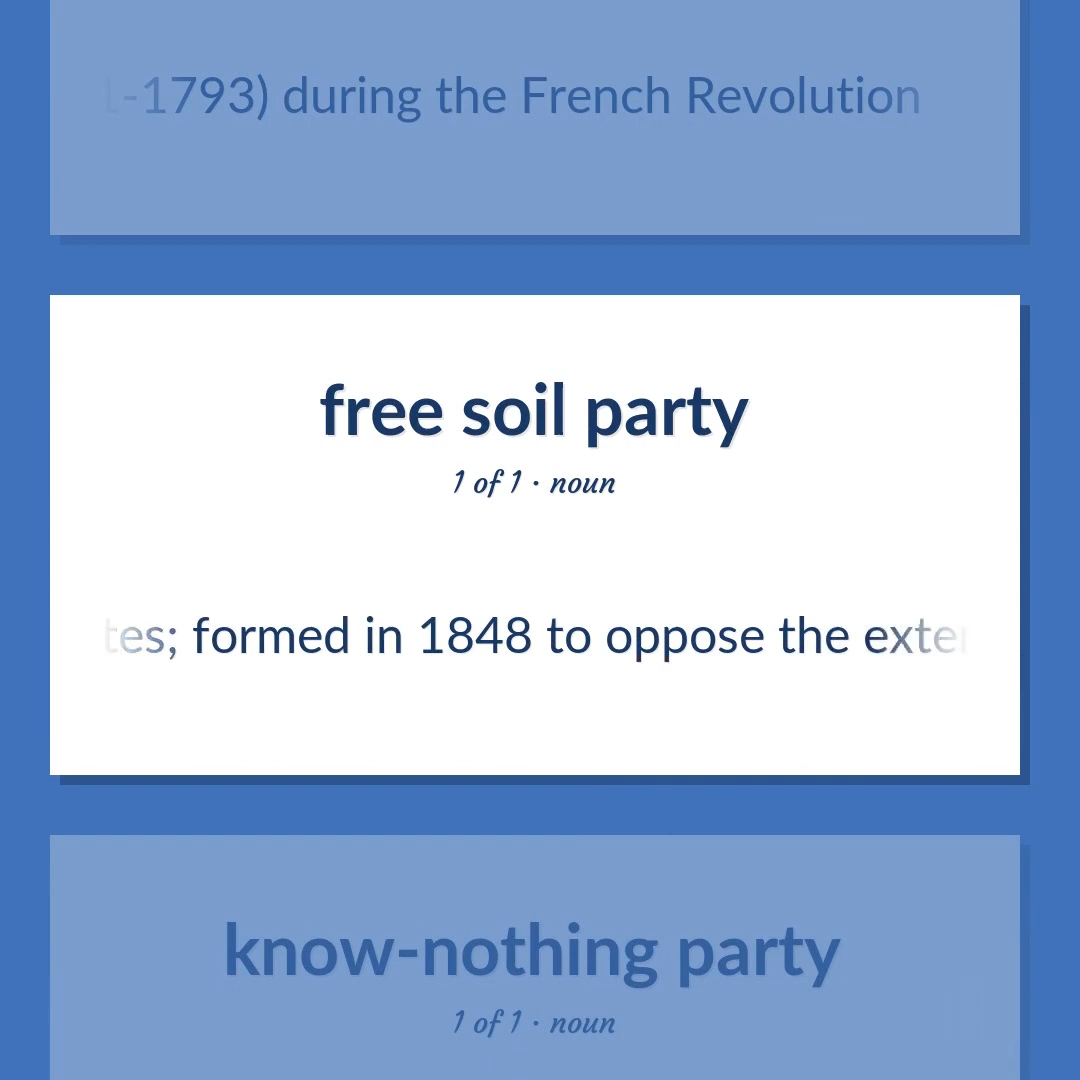 -1793) during the French Revolution
free soil party
1 of 1 · noun
tes; formed in 1848 to oppose the exte
know-nothing party
1 of 1 · noun